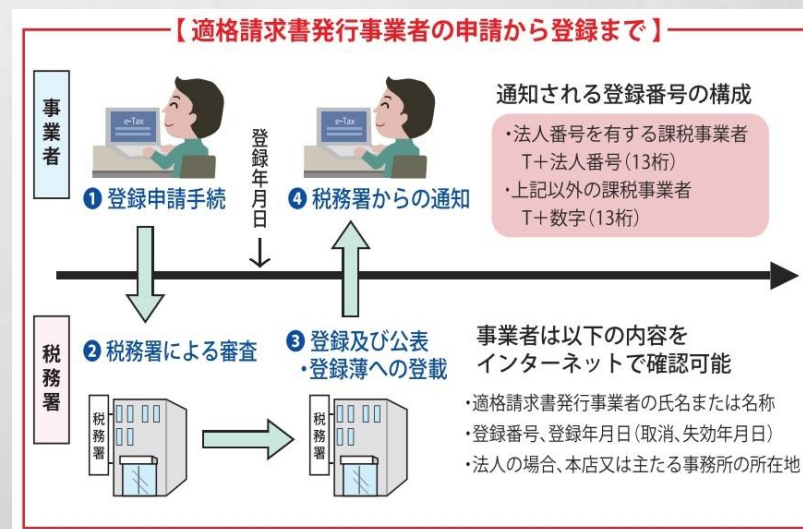 【 適格請求書発行事業者の申請から登録まで 】
事業者
e-Tax
❶ 登録申請手続
登録年月日
e-Tax
❹ 税務署からの通知
通知される登録番号の構成
・法人番号を有する課税事業者
T+法人番号(13桁)
・上記以外の課税事業者
T+数字(13桁)
税務署
❷ 税務署による審査
税務署
❸ 登録及び公表
・登録薄への登載
税務署
事業者は以下の内容を
インターネットで確認可能
・適格請求書発行事業者の氏名または名称
・登録番号、登録年月日(取消、失効年月日)
・法人の場合、本店又は主たる事務所の所在地